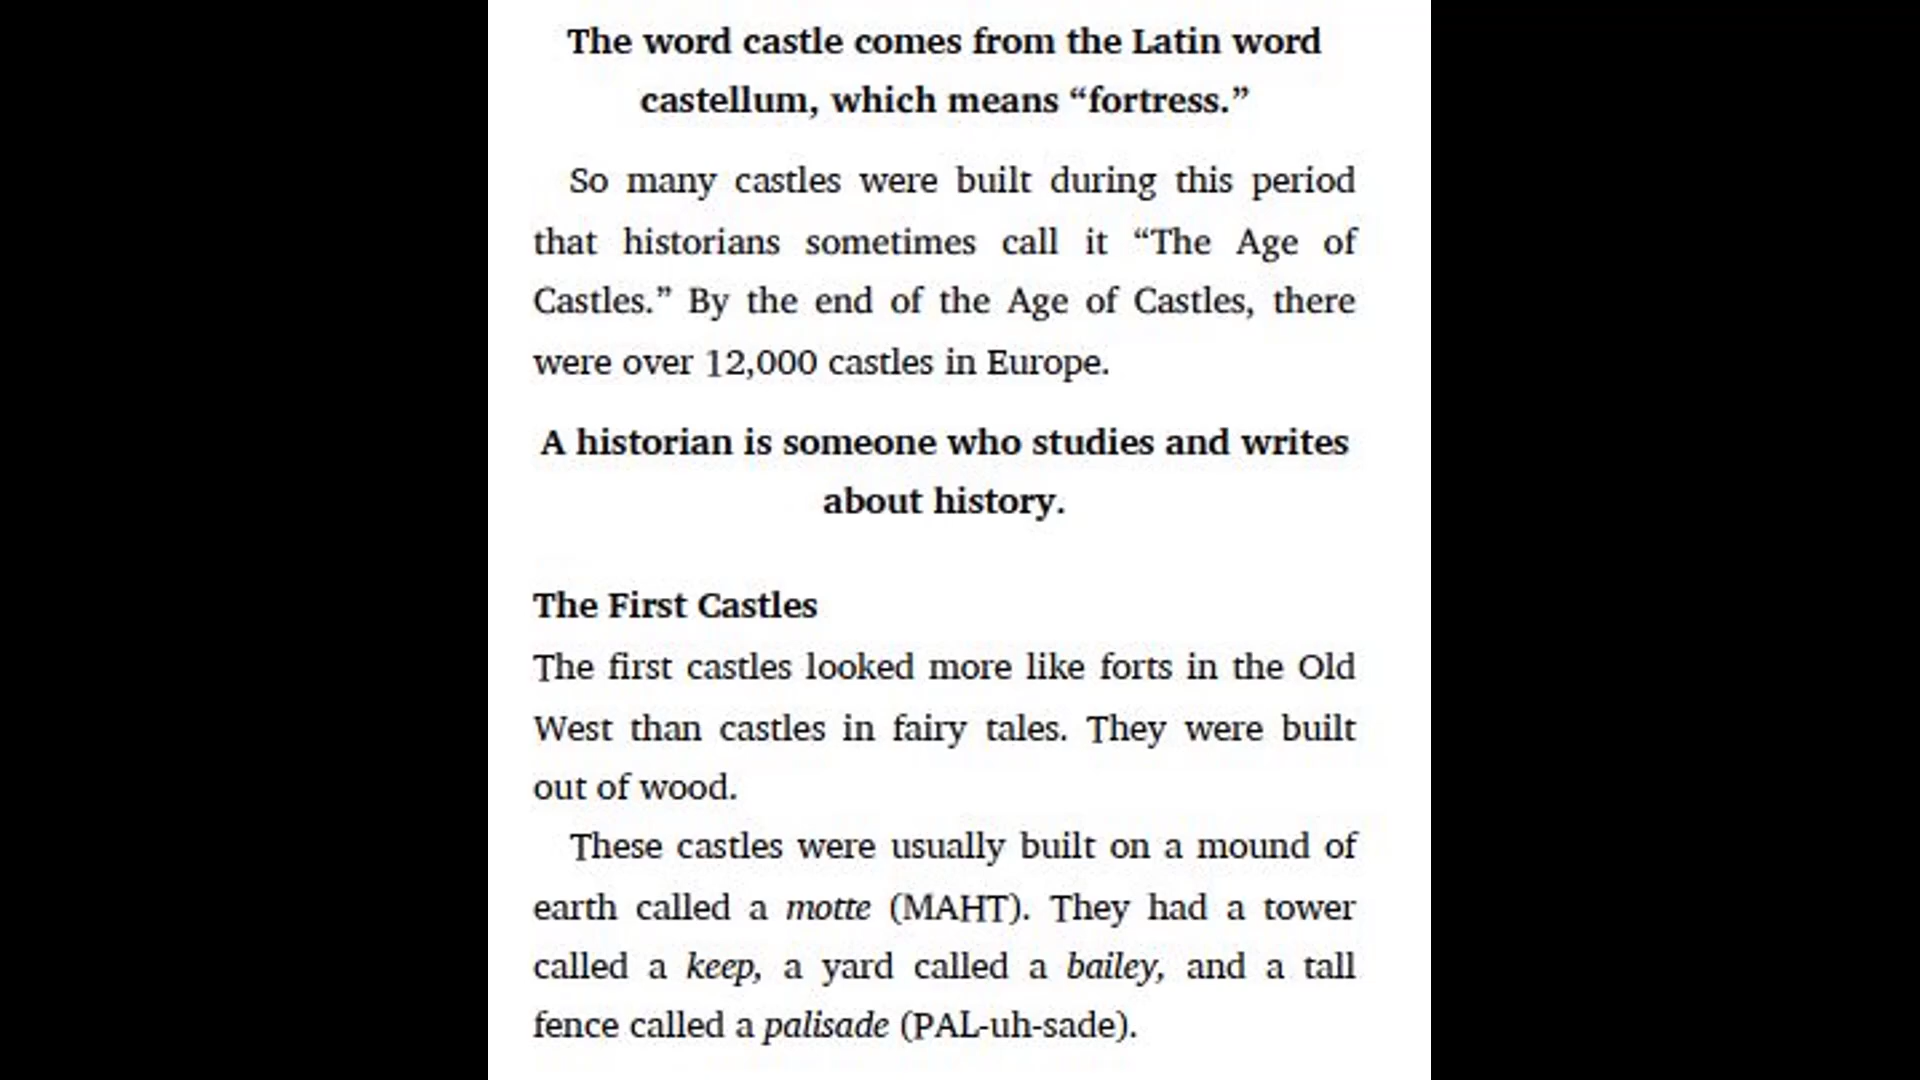 The word castle comes from the Latin word
castellum, which means “fortress.”
So many castles were built during this period
that historians sometimes call it “The Age of
Castles.” By the end of the Age of Castles, there
were over 12,000 castles in Europe.
A historian is someone who studies and writes
about history.
The First Castles
The first castles looked more like forts in the Old
West than castles in fairy tales. They were built
out of wood.
These castles were usually built on a mound of
earth called a motte (MAHT). They had a tower
called a keep, a yard called a bailey, and a tall
fence called a palisade (PAL-uh-sade).